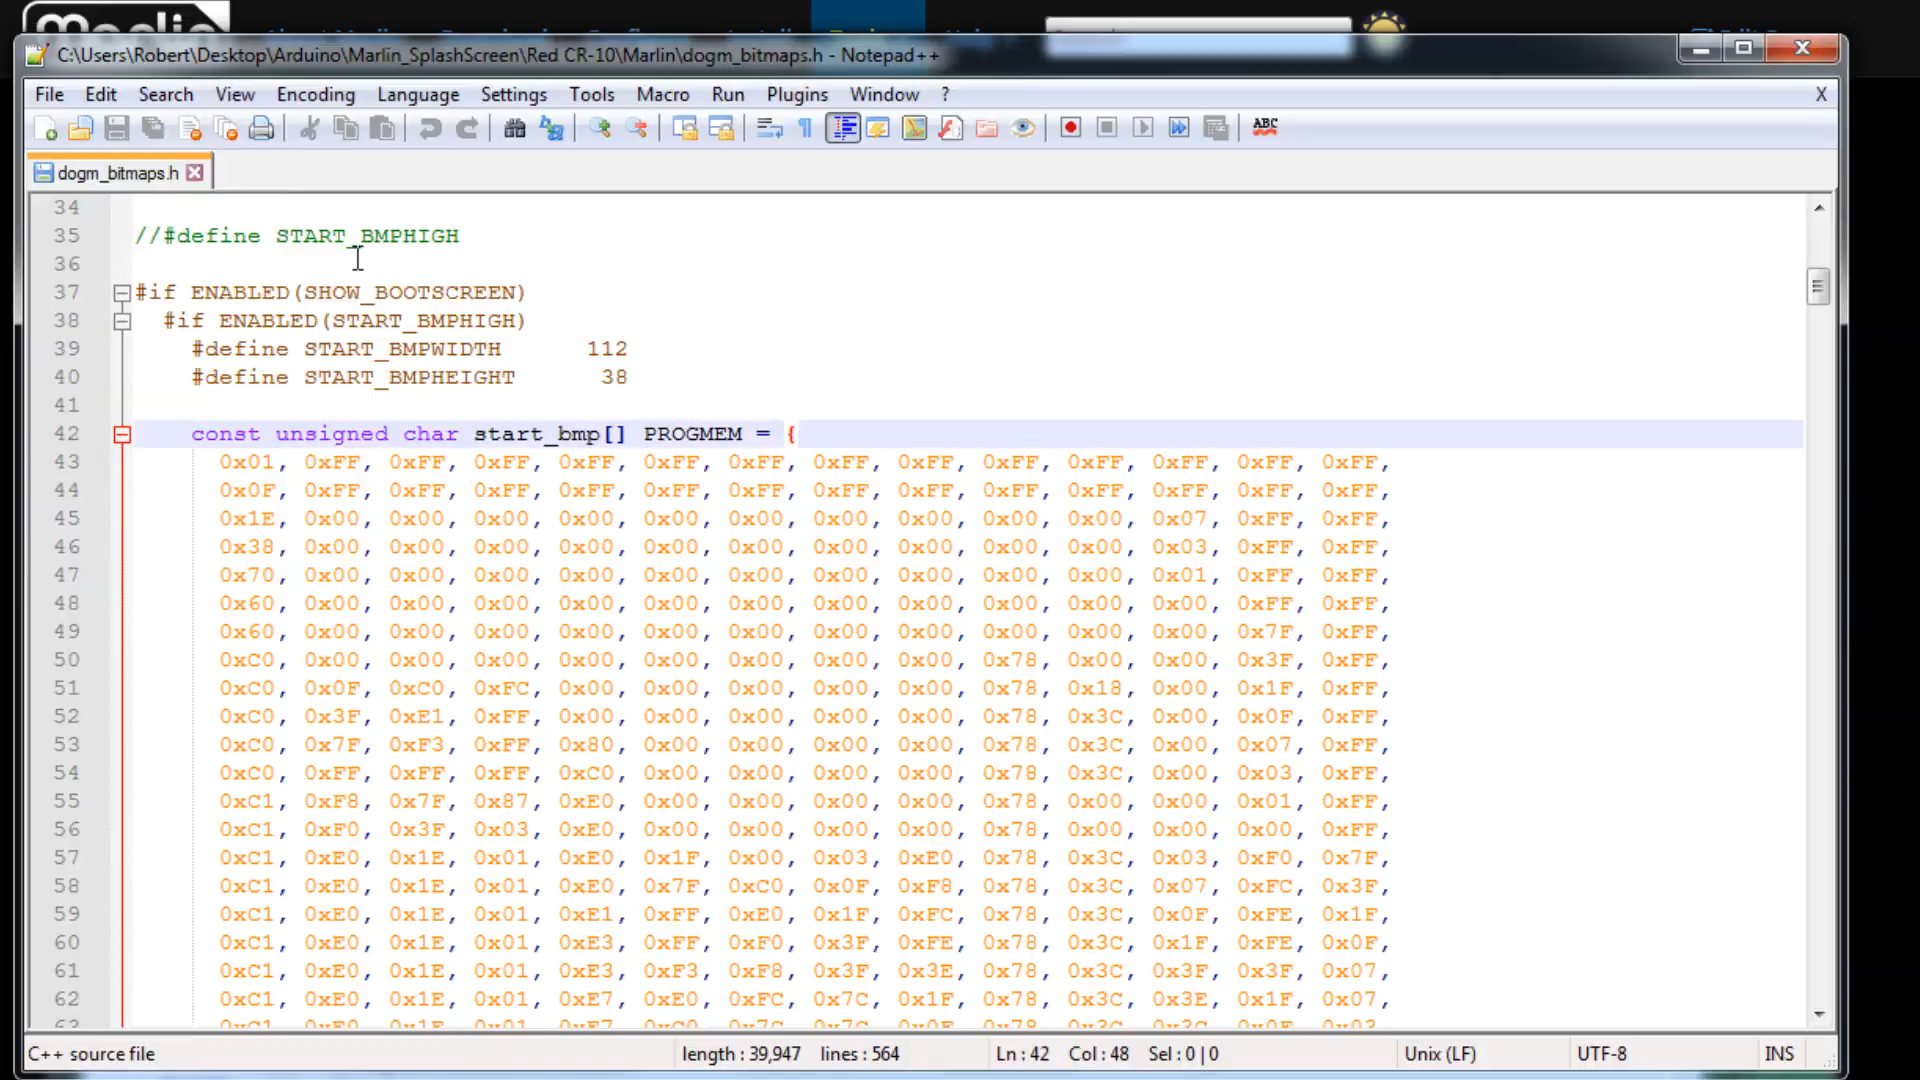 C:\Users\Robert\Desktop\Arduino\Marlin_SplashScreen\Red CR-10\Marlin\dogm_bitmaps.h - Notepad++
File Edit Search View Encoding Language Settings Tools Macro Run Plugins Window ? X
ABC
dogm_bitmaps.h
34
35 //#define START_BMPHIGH
36
37 #if ENABLED(SHOW_BOOTSCREEN)
38 #if ENABLED(START_BMPHIGH)
39 #define START_BMPWIDTH 112
40 #define START_BMPHEIGHT 38
41
42 const unsigned char start_bmp[] PROGMEM = {
43 0x01, 0xFF, 0xFF, 0xFF, 0xFF, 0xFF, 0xFF, 0xFF, 0xFF, 0xFF, 0xFF, 0xFF, 0xFF, 0xFF,
44 0x0F, 0xFF, 0xFF, 0xFF, 0xFF, 0xFF, 0xFF, 0xFF, 0xFF, 0xFF, 0xFF, 0xFF, 0xFF, 0xFF,
45 0x1E, 0x00, 0x00, 0x00, 0x00, 0x00, 0x00, 0x00, 0x00, 0x00, 0x00, 0x07, 0xFF, 0xFF,
46 0x38, 0x00, 0x00, 0x00, 0x00, 0x00, 0x00, 0x00, 0x00, 0x00, 0x00, 0x03, 0xFF, 0xFF,
47 0x70, 0x00, 0x00, 0x00, 0x00, 0x00, 0x00, 0x00, 0x00, 0x00, 0x00, 0x01, 0xFF, 0xFF,
48 0x60, 0x00, 0x00, 0x00, 0x00, 0x00, 0x00, 0x00, 0x00, 0x00, 0x00, 0x00, 0xFF, 0xFF,
49 0x60, 0x00, 0x00, 0x00, 0x00, 0x00, 0x00, 0x00, 0x00, 0x00, 0x00, 0x00, 0x7F, 0xFF,
50 0xC0, 0x00, 0x00, 0x00, 0x00, 0x00, 0x00, 0x00, 0x00, 0x78, 0x00, 0x00, 0x3F, 0xFF,
51 0xC0, 0x0F, 0xC0, 0xFC, 0x00, 0x00, 0x00, 0x00, 0x00, 0x78, 0x18, 0x00, 0x1F, 0xFF,
52 0xC0, 0x3F, 0xE1, 0xFF, 0x00, 0x00, 0x00, 0x00, 0x00, 0x78, 0x3C, 0x00, 0x0F, 0xFF,
53 0xC0, 0x7F, 0xF3, 0xFF, 0x80, 0x00, 0x00, 0x00, 0x00, 0x78, 0x3C, 0x00, 0x07, 0xFF,
54 0xC0, 0xFF, 0xFF, 0xFF, 0xC0, 0x00, 0x00, 0x00, 0x00, 0x78, 0x3C, 0x00, 0x03, 0xFF,
55 0xC1, 0xF8, 0x7F, 0x87, 0xE0, 0x00, 0x00, 0x00, 0x00, 0x78, 0x00, 0x00, 0x01, 0xFF,
56 0xC1, 0xF0, 0x3F, 0x03, 0xE0, 0x00, 0x00, 0x00, 0x00, 0x78, 0x00, 0x00, 0x00, 0xFF,
57 0xC1, 0xE0, 0x1E, 0x01, 0xE0, 0x1F, 0x00, 0x03, 0xE0, 0x78, 0x3C, 0x03, 0xF0, 0x7F,
58 0xC1, 0xE0, 0x1E, 0x01, 0xE0, 0x7F, 0xC0, 0x0F, 0xF8, 0x78, 0x3C, 0x07, 0xFC, 0x3F,
59 0xC1, 0xE0, 0x1E, 0x01, 0xE1, 0xFF, 0xE0, 0x1F, 0xFC, 0x78, 0x3C, 0x0F, 0xFE, 0x1F,
60 0xC1, 0xE0, 0x1E, 0x01, 0xE3, 0xFF, 0xF0, 0x3F, 0xFE, 0x78, 0x3C, 0x1F, 0xFE, 0x0F,
61 0xC1, 0xE0, 0x1E, 0x01, 0xE3, 0xF3, 0xF8, 0x3F, 0x3E, 0x78, 0x3C, 0x3F, 0x3F, 0x07,
62 0xC1, 0xE0, 0x1E, 0x01, 0xE7, 0xE0, 0xFC, 0x7C, 0x1F, 0x78, 0x3C, 0x3E, 0x1F, 0x07,
C++ source file length : 39,947 lines : 564 Ln : 42 Col : 48 Sel : 0 | 0 Unix (LF) UTF-8 INS